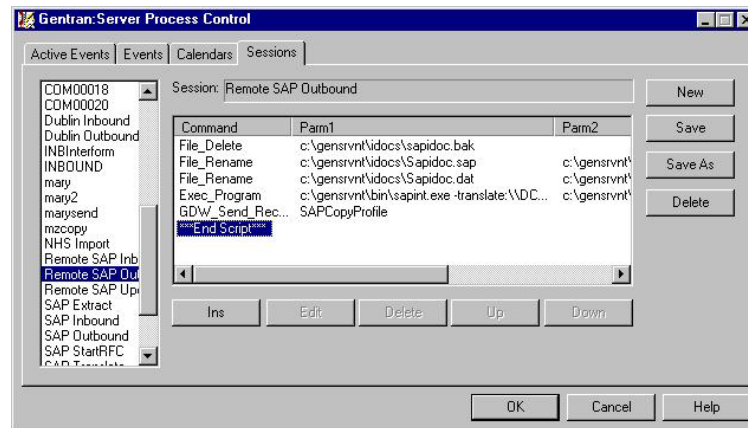 Gentran:Server Process Control
Active Events Events Calendars Sessions
COM00018
COM00020
Dublin Inbound
Dublin Outbound
INBInterform
INBOUND
mary
mary2
marysend
mzcopy
NHS Import
Remote SAP Inb
Remote SAP Out
Remote SAP Up
SAP Extract
SAP Inbound
SAP Outbound
SAP StartRFC
SAP Translate
Session: Remote SAP Outbound
Command Parm1 Parm2
File_Delete c:\gensrvnt\idocs\sapidoc.bak
File_Rename c:\gensrvnt\idocs\Sapidoc.sap c:\gensrvnt\
File_Rename c:\gensrvnt\idocs\Sapidoc.dat c:\gensrvnt\
Exec_Program c:\gensrvnt\bin\sapint.exe -translate:\\DC... c:\gensrvnt\
GDW_Send_Rec... SAPCopyProfile
***End Script***
Ins Edit Delete Up Down
New
Save
Save As
Delete
OK Cancel Help